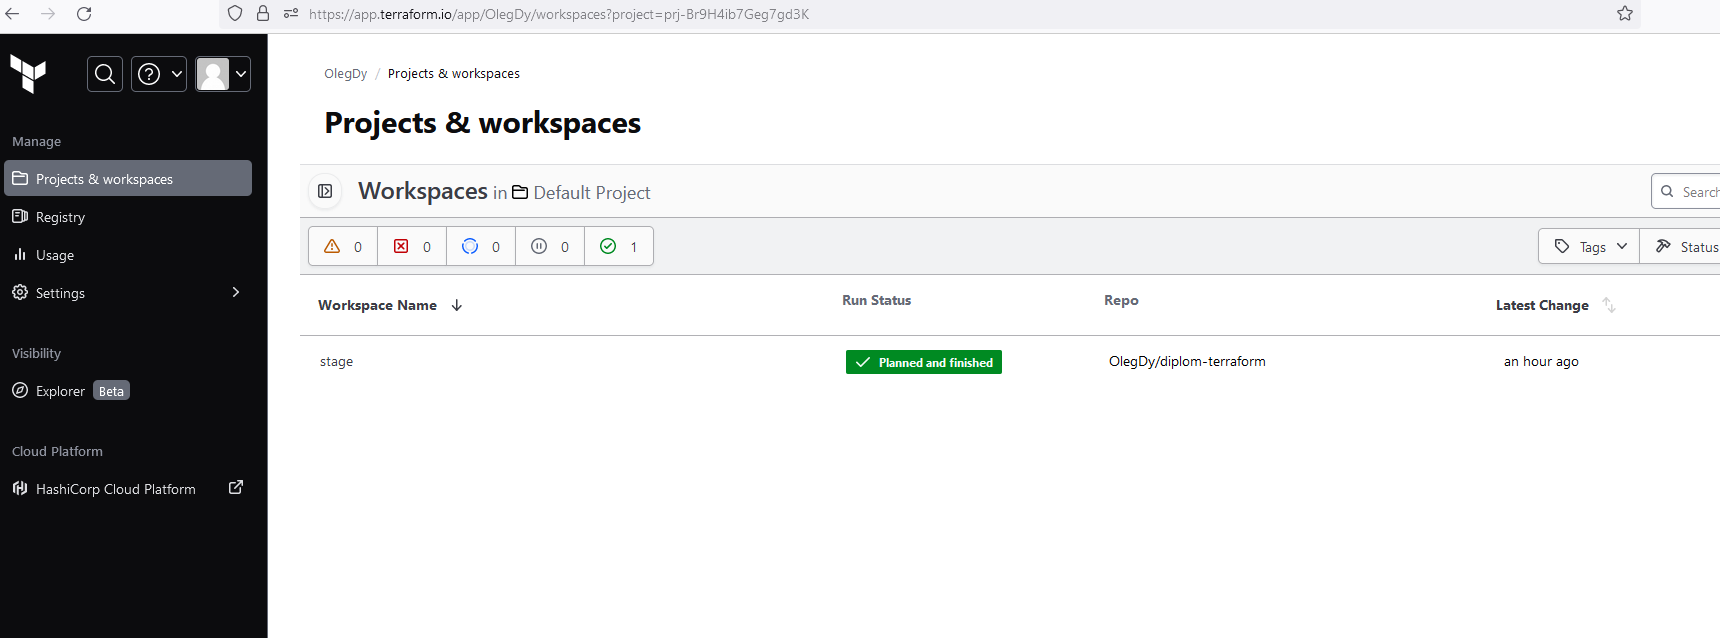 https://app.terraform.io/app/OlegDy/workspaces?project=prj-Br9H4ib7Geg7gd3K
OlegDy / Projects & workspaces
Projects & workspaces
Manage
Projects & workspaces
Registry
Usage
Settings
Visibility
Explorer Beta
Cloud Platform
HashiCorp Cloud Platform
Workspaces in Default Project
Search
0 0 0 0 1
Tags Status
Workspace Name Run Status Repo Latest Change
stage Planned and finished OlegDy/diplom-terraform an hour ago